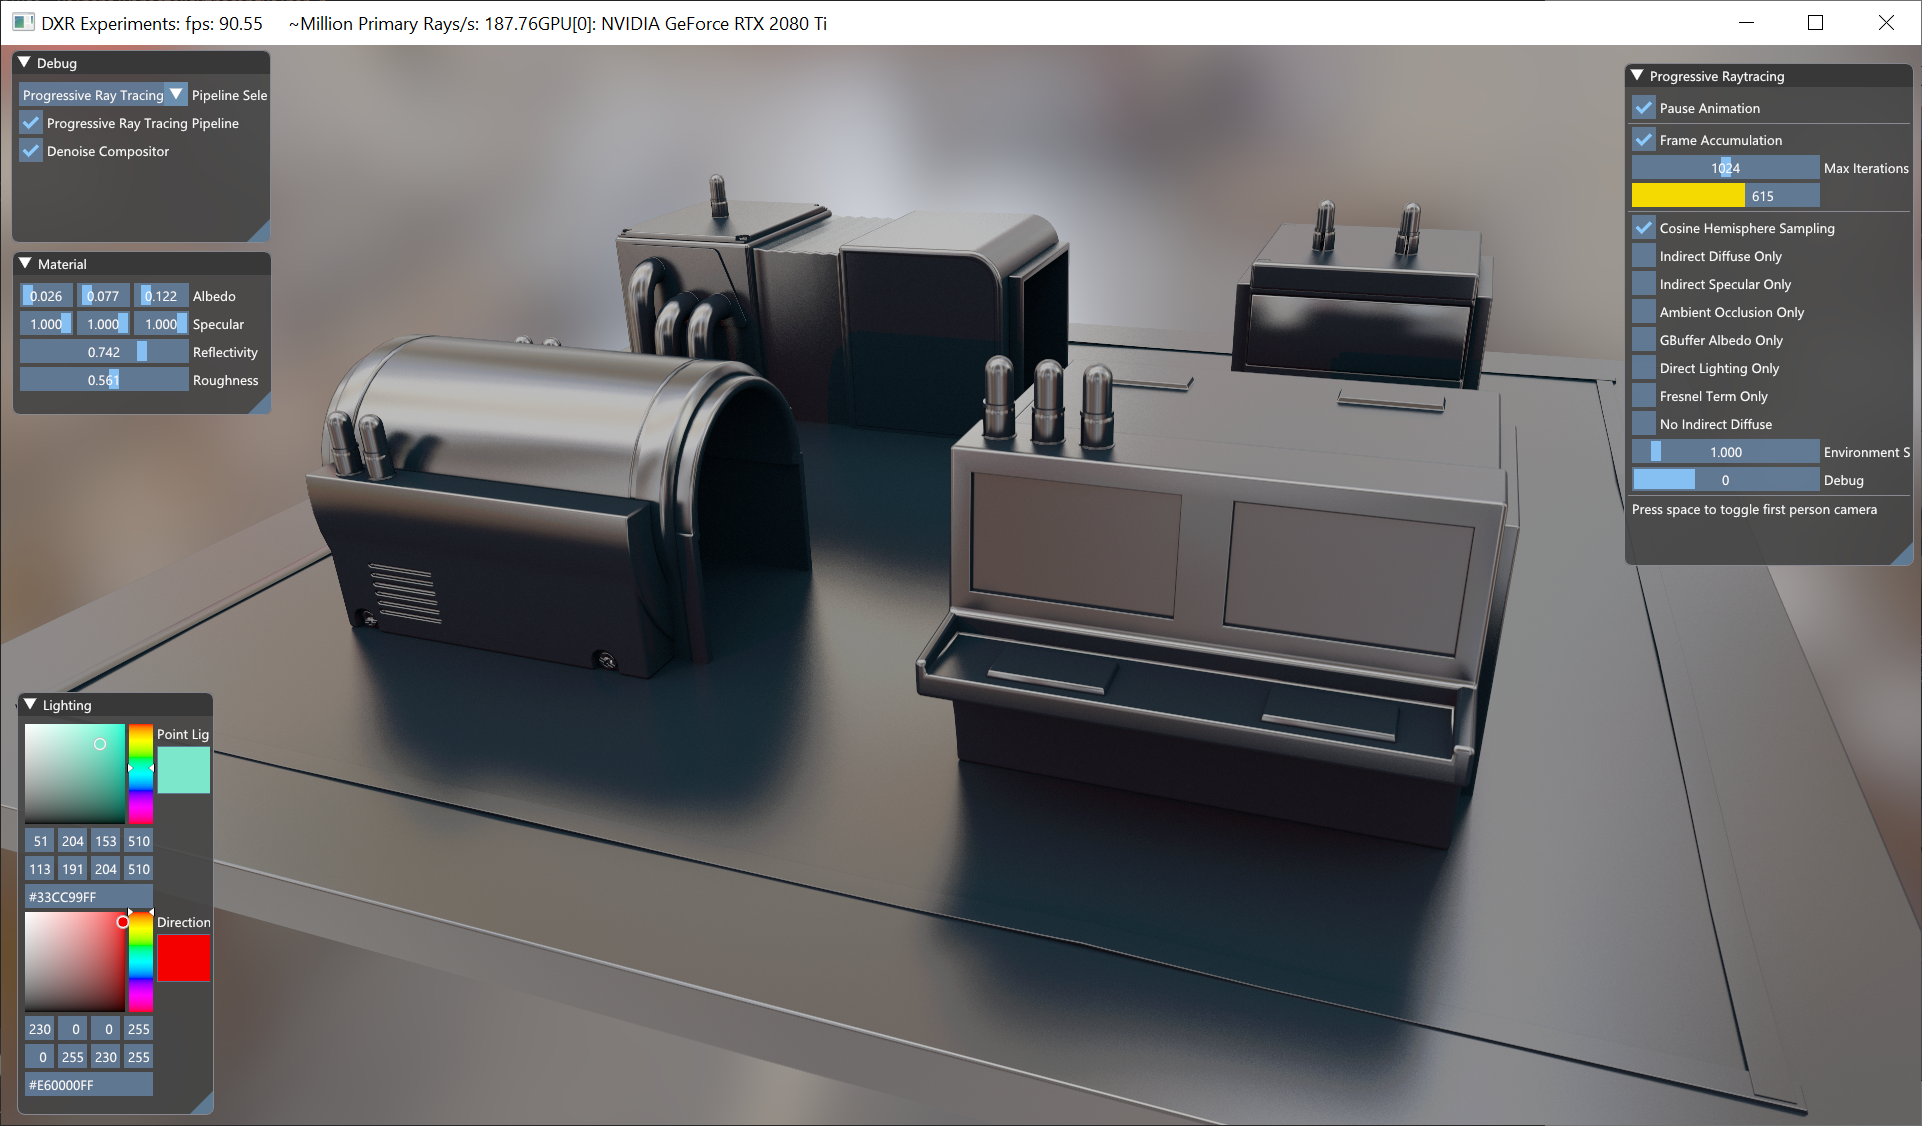 DXR Experiments: fps: 90.55 ~Million Primary Rays/s: 187.76GPU[0]: NVIDIA GeForce RTX 2080 Ti
Debug
Progressive Ray Tracing Pipeline Sele
Progressive Ray Tracing Pipeline
Denoise Compositor
Material
0.026 0.077 0.122 Albedo
1.000 1.000 1.000 Specular
0.742 Reflectivity
0.561 Roughness
Lighting
Point Lig
51 204 153 510
113 191 204 510
#33CC99FF
Direction
230 0 0 255
0 255 230 255
#E60000FF
Progressive Raytracing
Pause Animation
Frame Accumulation
1024 Max Iterations
615
Cosine Hemisphere Sampling
Indirect Diffuse Only
Indirect Specular Only
Ambient Occlusion Only
GBuffer Albedo Only
Direct Lighting Only
Fresnel Term Only
No Indirect Diffuse
1.000 Environment S
0 Debug
Press space to toggle first person camera